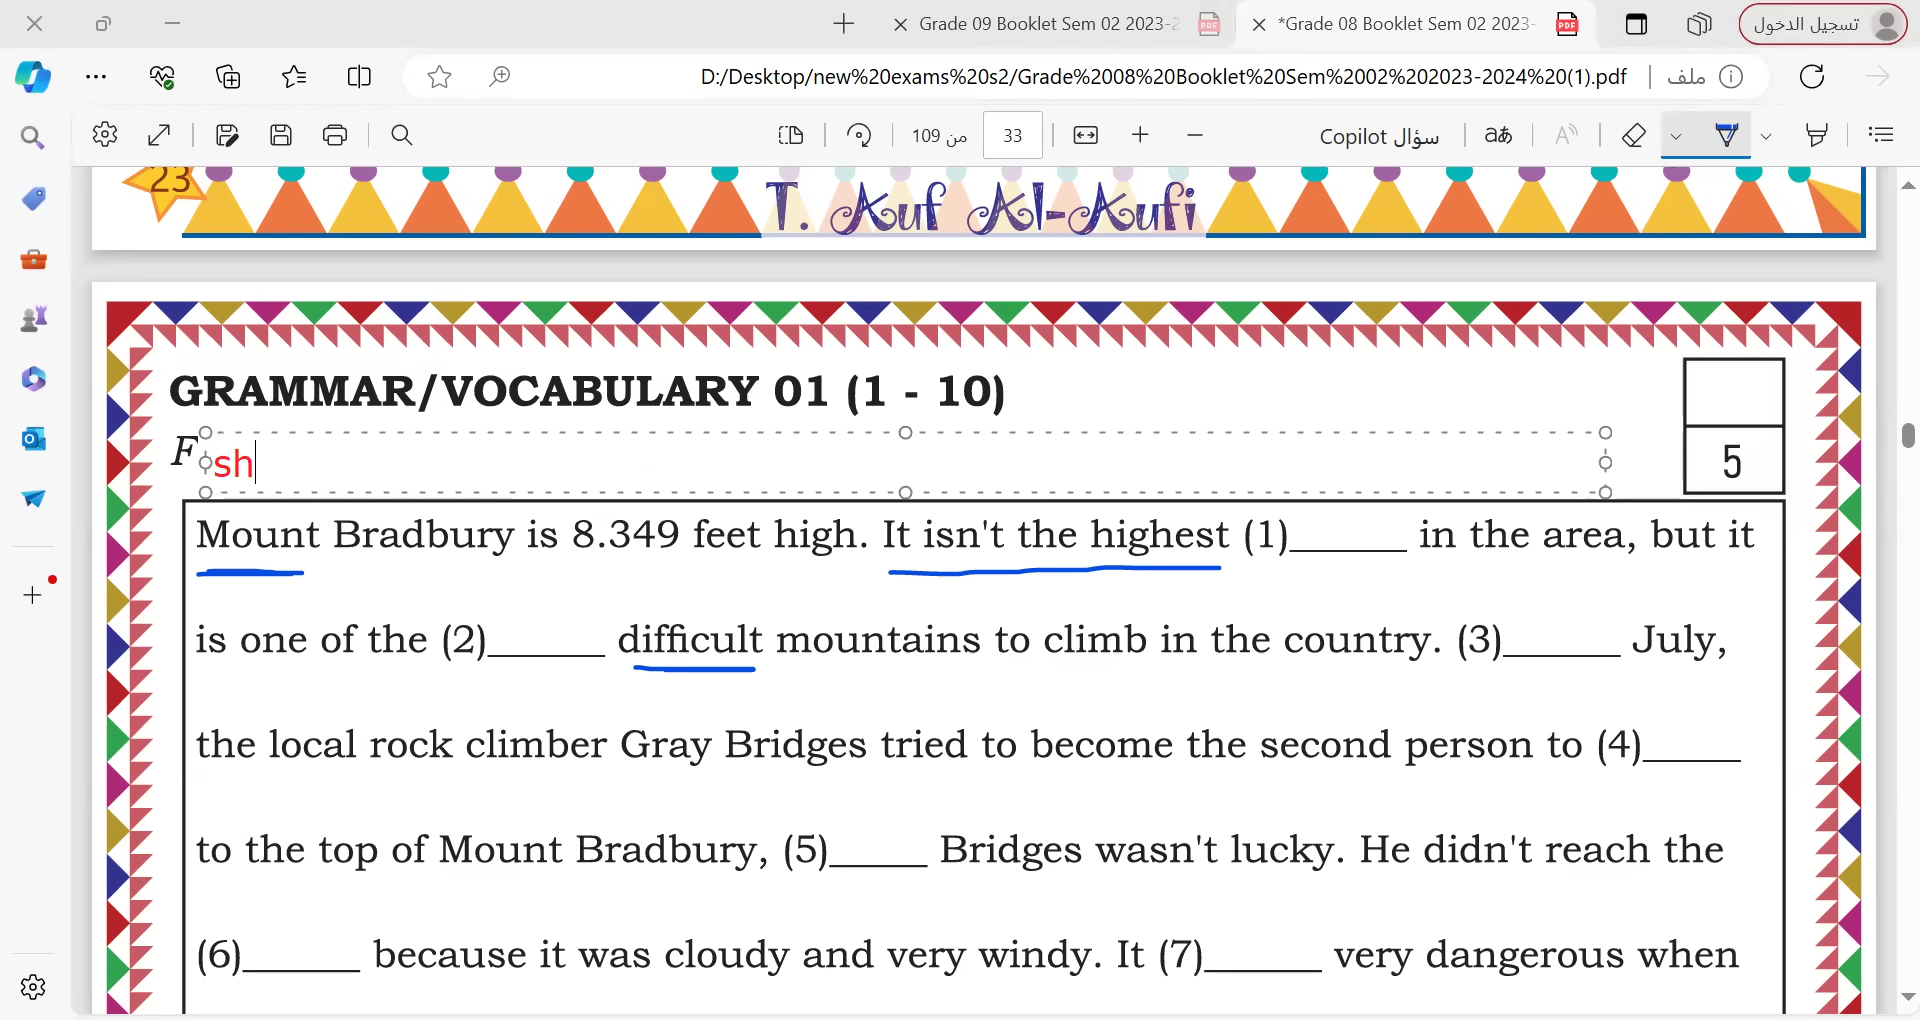 Grade 09 Booklet Sem 02 2023-2
PDF
*Grade 08 Booklet Sem 02 2023-
PDF
تسجيل الدخول
D:/Desktop/new%20exams%20s2/Grade%2008%20Booklet%20Sem%2002%202023-2024%20(1).pdf
ملف
109 من
33
سؤال Copilot
aあ
A
23
T. Auf Al-Aufi
GRAMMAR/VOCABULARY 01 (1 - 10)
F
sh
5
Mount Bradbury is 8.349 feet high. It isn't the highest (1)______ in the area, but it
is one of the (2)______ difficult mountains to climb in the country. (3)______ July,
the local rock climber Gray Bridges tried to become the second person to (4)_____
to the top of Mount Bradbury, (5)_____ Bridges wasn't lucky. He didn't reach the
(6)______ because it was cloudy and very windy. It (7)______ very dangerous when